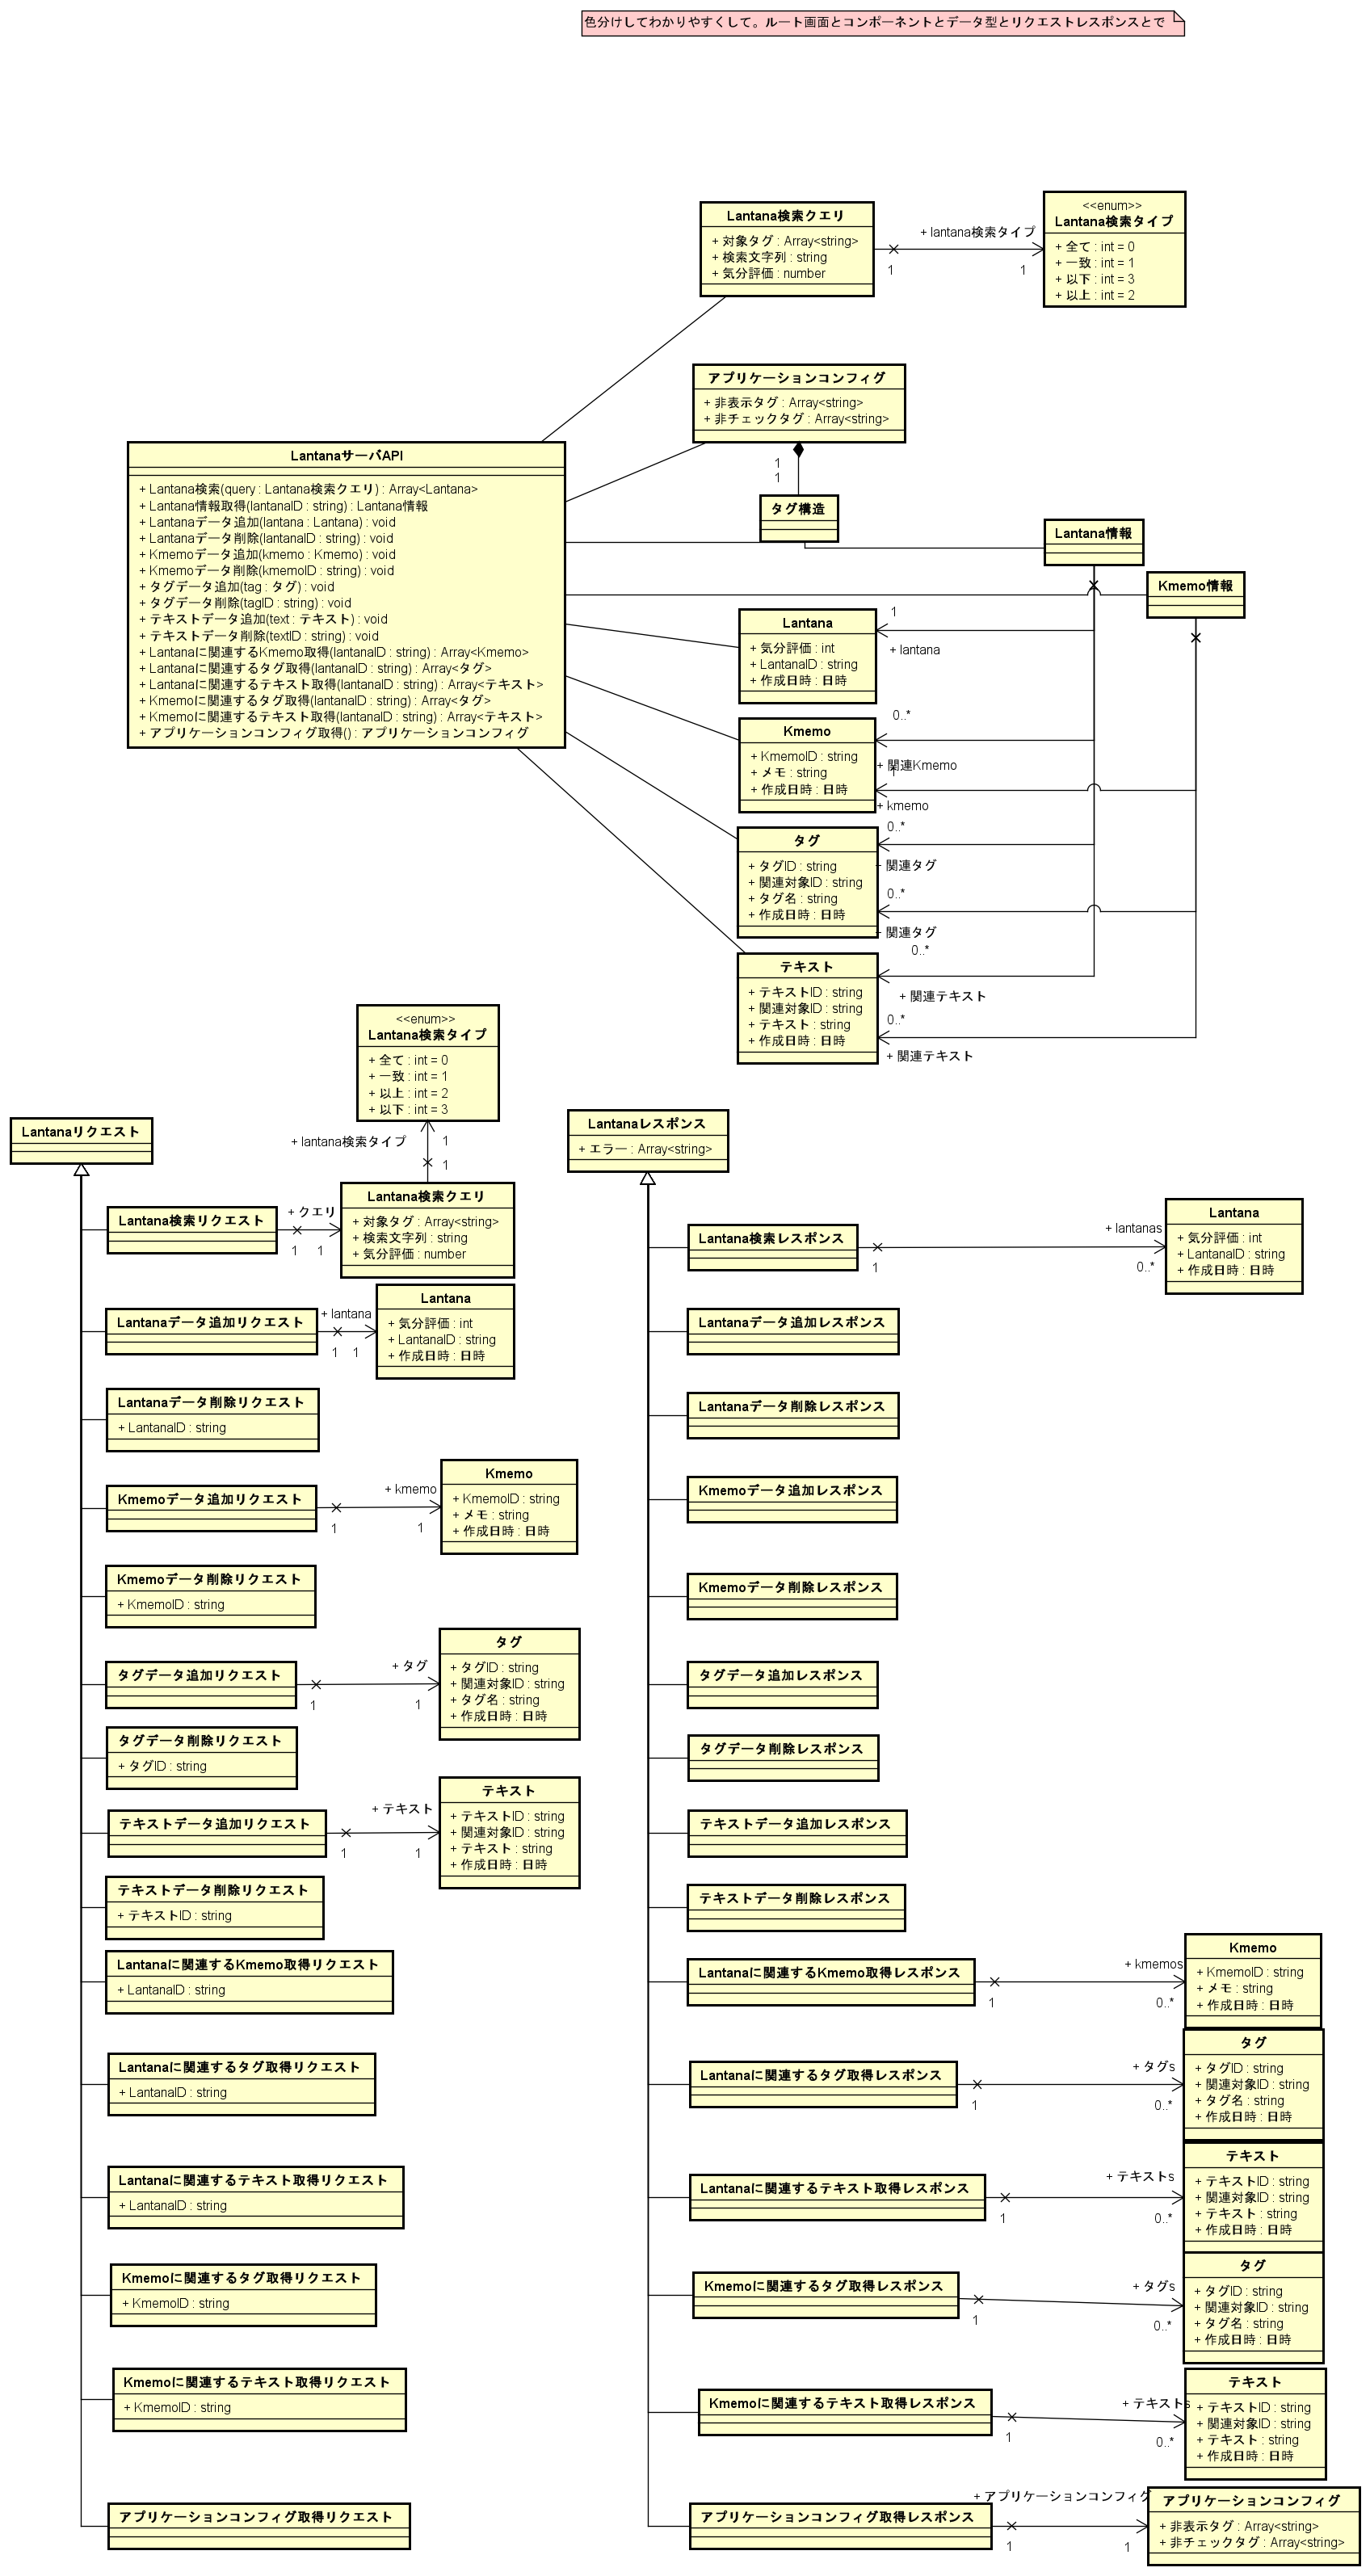 色分けしてわかりやすくして。ルート画面とコンポーネントとデータ型とリクエストレスポンスとで
Lantana検索クエリ
+ 対象タグ : Array<string>
+ 検索文字列 : string
+ 気分評価 : number
+ lantana検索タイプ
1
1
<<enum>>
Lantana検索タイプ
+ 全て : int = 0
+ 一致 : int = 1
+ 以下 : int = 3
+ 以上 : int = 2
アプリケーションコンフィグ
+ 非表示タグ : Array<string>
+ 非チェックタグ : Array<string>
1
1
タグ構造
LantanaサーバAPI
+ Lantana検索(query : Lantana検索クエリ) : Array<Lantana>
+ Lantana情報取得(lantanaID : string) : Lantana情報
+ Lantanaデータ追加(lantana : Lantana) : void
+ Lantanaデータ削除(lantanaID : string) : void
+ Kmemoデータ追加(kmemo : Kmemo) : void
+ Kmemoデータ削除(kmemoID : string) : void
+ タグデータ追加(tag : タグ) : void
+ タグデータ削除(tagID : string) : void
+ テキストデータ追加(text : テキスト) : void
+ テキストデータ削除(textID : string) : void
+ Lantanaに関連するKmemo取得(lantanaID : string) : Array<Kmemo>
+ Lantanaに関連するタグ取得(lantanaID : string) : Array<タグ>
+ Lantanaに関連するテキスト取得(lantanaID : string) : Array<テキスト>
+ Kmemoに関連するタグ取得(lantanaID : string) : Array<タグ>
+ Kmemoに関連するテキスト取得(lantanaID : string) : Array<テキスト>
+ アプリケーションコンフィグ取得() : アプリケーションコンフィグ
Lantana情報
Kmemo情報
Lantana
+ 気分評価 : int
+ LantanaID : string
+ 作成日時 : 日時
1
+ lantana
Kmemo
+ KmemoID : string
+ メモ : string
+ 作成日時 : 日時
0..*
+ 関連Kmemo
1
+ kmemo
タグ
+ タグID : string
+ 関連対象ID : string
+ タグ名 : string
+ 作成日時 : 日時
0..*
+ 関連タグ
0..*
+ 関連タグ
テキスト
+ テキストID : string
+ 関連対象ID : string
+ テキスト : string
+ 作成日時 : 日時
0..*
+ 関連テキスト
0..*
+ 関連テキスト
<<enum>>
Lantana検索タイプ
+ 全て : int = 0
+ 一致 : int = 1
+ 以上 : int = 2
+ 以下 : int = 3
+ lantana検索タイプ
1
1
Lantanaリクエスト
Lantana検索リクエスト
+ クエリ
1
1
Lantana検索クエリ
+ 対象タグ : Array<string>
+ 検索文字列 : string
+ 気分評価 : number
Lantanaデータ追加リクエスト
+ lantana
1
1
Lantana
+ 気分評価 : int
+ LantanaID : string
+ 作成日時 : 日時
Lantanaデータ削除リクエスト
+ LantanaID : string
Kmemoデータ追加リクエスト
+ kmemo
1
1
Kmemo
+ KmemoID : string
+ メモ : string
+ 作成日時 : 日時
Kmemoデータ削除リクエスト
+ KmemoID : string
タグデータ追加リクエスト
+ タグ
1
1
タグ
+ タグID : string
+ 関連対象ID : string
+ タグ名 : string
+ 作成日時 : 日時
タグデータ削除リクエスト
+ タグID : string
テキストデータ追加リクエスト
+ テキスト
1
1
テキスト
+ テキストID : string
+ 関連対象ID : string
+ テキスト : string
+ 作成日時 : 日時
テキストデータ削除リクエスト
+ テキストID : string
Lantanaに関連するKmemo取得リクエスト
+ LantanaID : string
Lantanaに関連するタグ取得リクエスト
+ LantanaID : string
Lantanaに関連するテキスト取得リクエスト
+ LantanaID : string
Kmemoに関連するタグ取得リクエスト
+ KmemoID : string
Kmemoに関連するテキスト取得リクエスト
+ KmemoID : string
アプリケーションコンフィグ取得リクエスト
Lantanaレスポンス
+ エラー : Array<string>
Lantana検索レスポンス
+ lantanas
1
0..*
Lantana
+ 気分評価 : int
+ LantanaID : string
+ 作成日時 : 日時
Lantanaデータ追加レスポンス
Lantanaデータ削除レスポンス
Kmemoデータ追加レスポンス
Kmemoデータ削除レスポンス
タグデータ追加レスポンス
タグデータ削除レスポンス
テキストデータ追加レスポンス
テキストデータ削除レスポンス
Lantanaに関連するKmemo取得レスポンス
+ kmemos
1
0..*
Kmemo
+ KmemoID : string
+ メモ : string
+ 作成日時 : 日時
Lantanaに関連するタグ取得レスポンス
+ タグs
1
0..*
タグ
+ タグID : string
+ 関連対象ID : string
+ タグ名 : string
+ 作成日時 : 日時
Lantanaに関連するテキスト取得レスポンス
+ テキストs
1
0..*
テキスト
+ テキストID : string
+ 関連対象ID : string
+ テキスト : string
+ 作成日時 : 日時
Kmemoに関連するタグ取得レスポンス
+ タグs
1
0..*
タグ
+ タグID : string
+ 関連対象ID : string
+ タグ名 : string
+ 作成日時 : 日時
Kmemoに関連するテキスト取得レスポンス
+ テキストs
1
0..*
テキスト
+ テキストID : string
+ 関連対象ID : string
+ テキスト : string
+ 作成日時 : 日時
アプリケーションコンフィグ取得レスポンス
+ アプリケーションコンフィグ
1
1
アプリケーションコンフィグ
+ 非表示タグ : Array<string>
+ 非チェックタグ : Array<string>